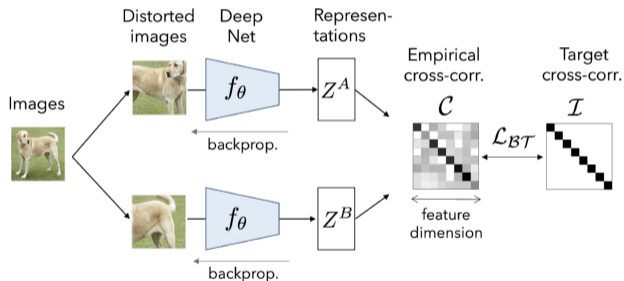 Distorted images
Deep Net
Represen-tations
Images
f_θ
Z^A
backprop.
Empirical cross-corr.
Target cross-corr.
C
I
L_BT
f_θ
Z^B
feature dimension
backprop.